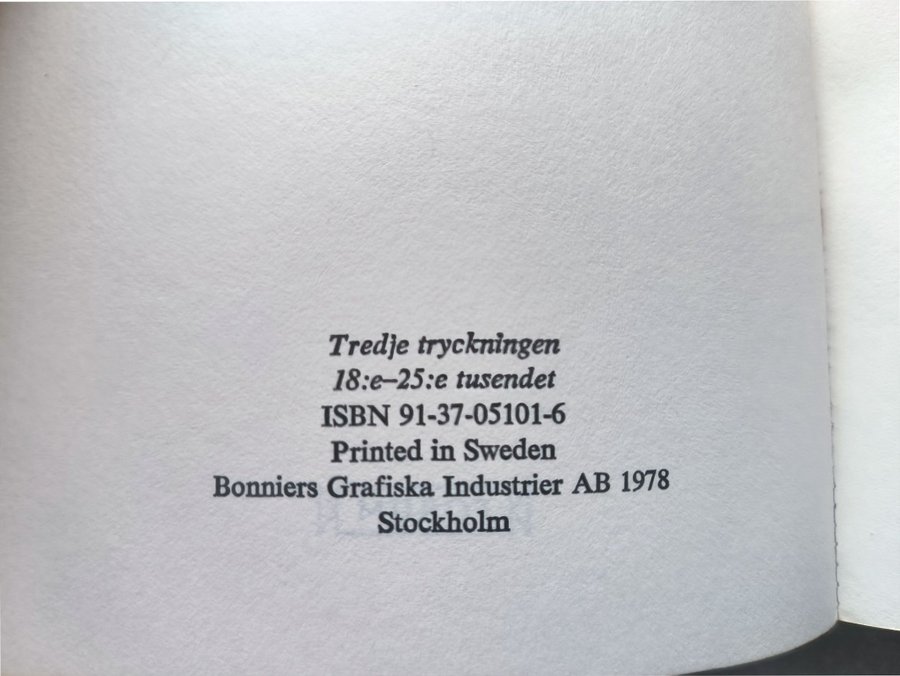 Tredje tryckningen
18:e–25:e tusendet
ISBN 91-37-05101-6
Printed in Sweden
Bonniers Grafiska Industrier AB 1978
Stockholm